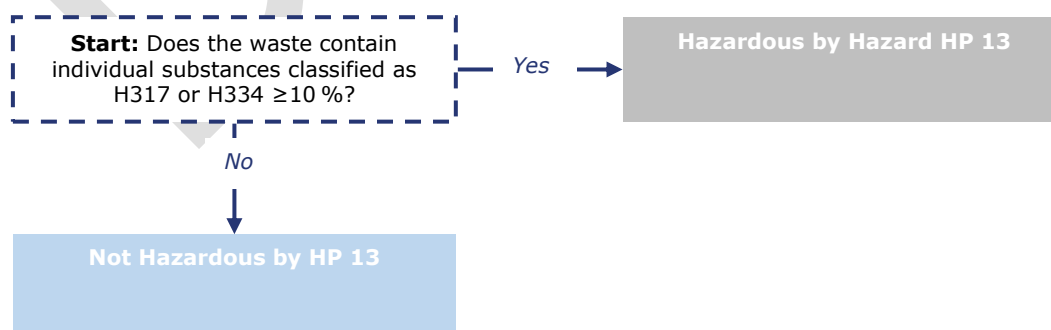 Start: Does the waste contain
individual substances classified as
H317 or H334 ≥10 %?
Yes
Hazardous by Hazard HP 13
No
Not Hazardous by HP 13